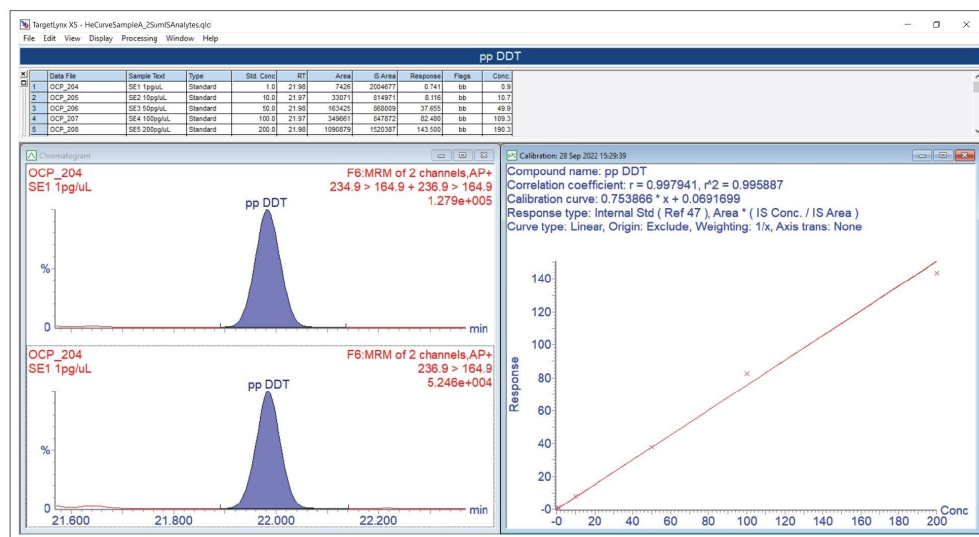 TargetLynx XS - HeCurveSampleA_2SumISAnalytes.qld
File Edit View Display Processing Window Help
pp DDT
Data File Sample Text Type Std. Conc RT Area IS Area Response Flags Conc.
1 OCP_204 SE1 1pg/uL Standard 1.0 21.98 7426 2004677 0.741 bb 0.9
2 OCP_205 SE2 10pg/uL Standard 10.0 21.97 33071 814971 8.116 bb 10.7
3 OCP_206 SE3 50pg/uL Standard 50.0 21.98 163425 868009 37.655 bb 49.9
4 OCP_207 SE4 100pg/uL Standard 100.0 21.97 349661 847872 82.480 bb 109.3
5 OCP_208 SE5 200pg/uL Standard 200.0 21.98 1090879 1520387 143.500 bb 190.3
Chromatogram
OCP_204
SE1 1pg/uL
F6:MRM of 2 channels,AP+
234.9 > 164.9 + 236.9 > 164.9
1.279e+005
pp DDT
%
0
min
OCP_204
SE1 1pg/uL
F6:MRM of 2 channels,AP+
236.9 > 164.9
5.246e+004
pp DDT
%
0
min
21.600 21.800 22.000 22.200
Calibration: 28 Sep 2022 15:29:39
Compound name: pp DDT
Correlation coefficient: r = 0.997941, r^2 = 0.995887
Calibration curve: 0.753866 * x + 0.0691699
Response type: Internal Std ( Ref 47 ), Area * ( IS Conc. / IS Area )
Curve type: Linear, Origin: Exclude, Weighting: 1/x, Axis trans: None
Response
140
120
100
80
60
40
20
-0
-0 20 40 60 80 100 120 140 160 180 200
Conc